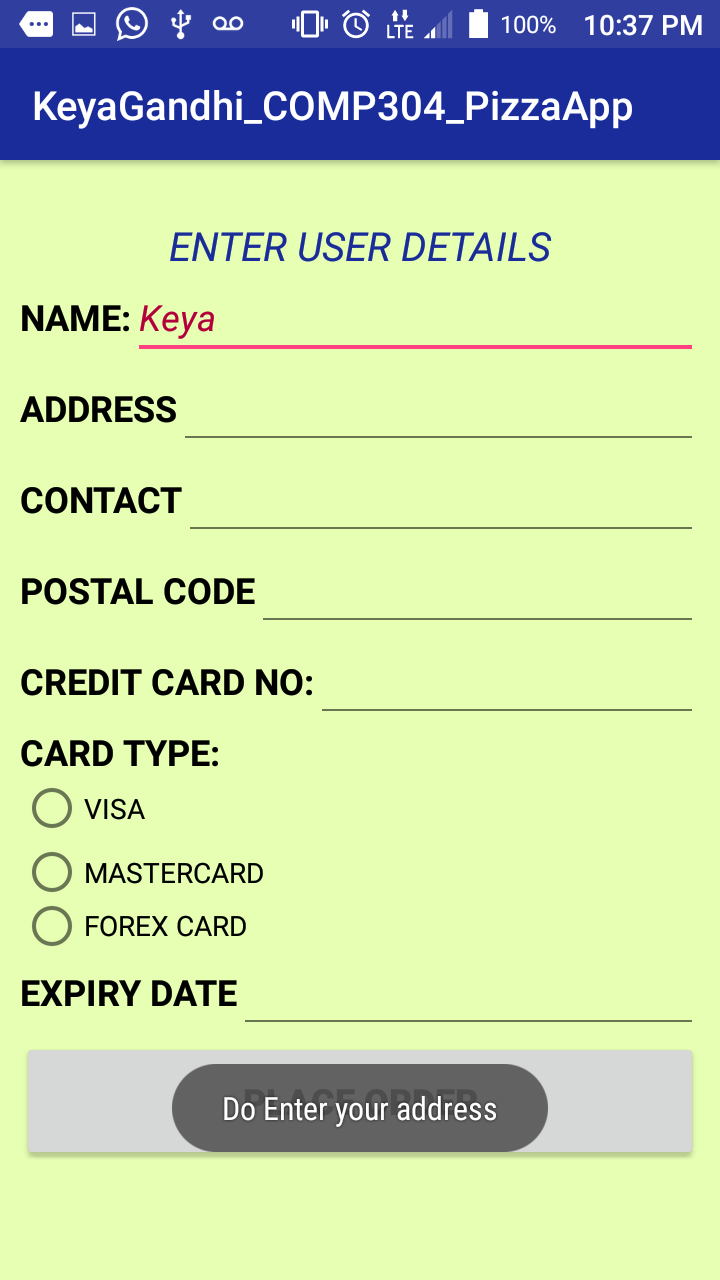 LTE 100% 10:37 PM
KeyaGandhi_COMP304_PizzaApp
ENTER USER DETAILS
NAME: Keya
ADDRESS
CONTACT
POSTAL CODE
CREDIT CARD NO:
CARD TYPE:
VISA
MASTERCARD
FOREX CARD
EXPIRY DATE
PLACE ORDER
Do Enter your address